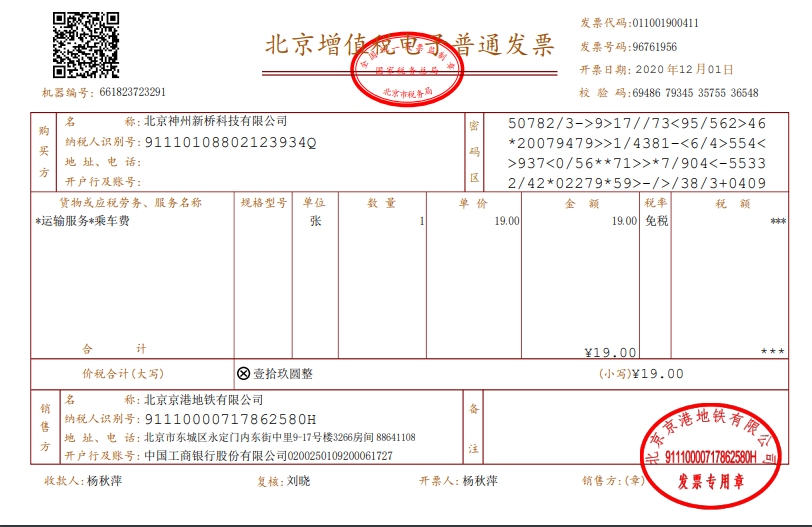 北京增值税电子普通发票
全国统一发票监制章
国家税务总局
北京市税务局
发票代码:011001900411
发票号码:96761956
开票日期: 2020 年12 月01日
校 验 码:69486 79345 35755 36548
机器编号: 661823723291
购买方
名 称: 北京神州新桥科技有限公司
纳税人识别号: 91110108802123934Q
地 址、电 话:
开户行及账号:
密码区
50782/3->9>17//73<95/562>46
*20079479>>1/4381-<6/4>554<
>937<0/56**71>>*7/904<-5533
2/42*02279*59>-/>/38/3+0409
货物或应税劳务、服务名称 规格型号 单位 数 量 单 价 金 额 税率 税 额
*运输服务*乘车费 张 1 19.00 19.00 免税 ***
合 计 ¥19.00 ***
价税合计(大写) ⊗壹拾玖圆整 (小写)¥19.00
销售方
名 称: 北京京港地铁有限公司
纳税人识别号: 91110000717862580H
地 址、电 话: 北京市东城区永定门内东街中里9-17号楼3266房间 88641108
开户行及账号: 中国工商银行股份有限公司0200250109200061727
备注
收款人: 杨秋萍 复核: 刘晓 开票人: 杨秋萍 销售方: (章)
北京京港地铁有限公司
91110000717862580H
发票专用章